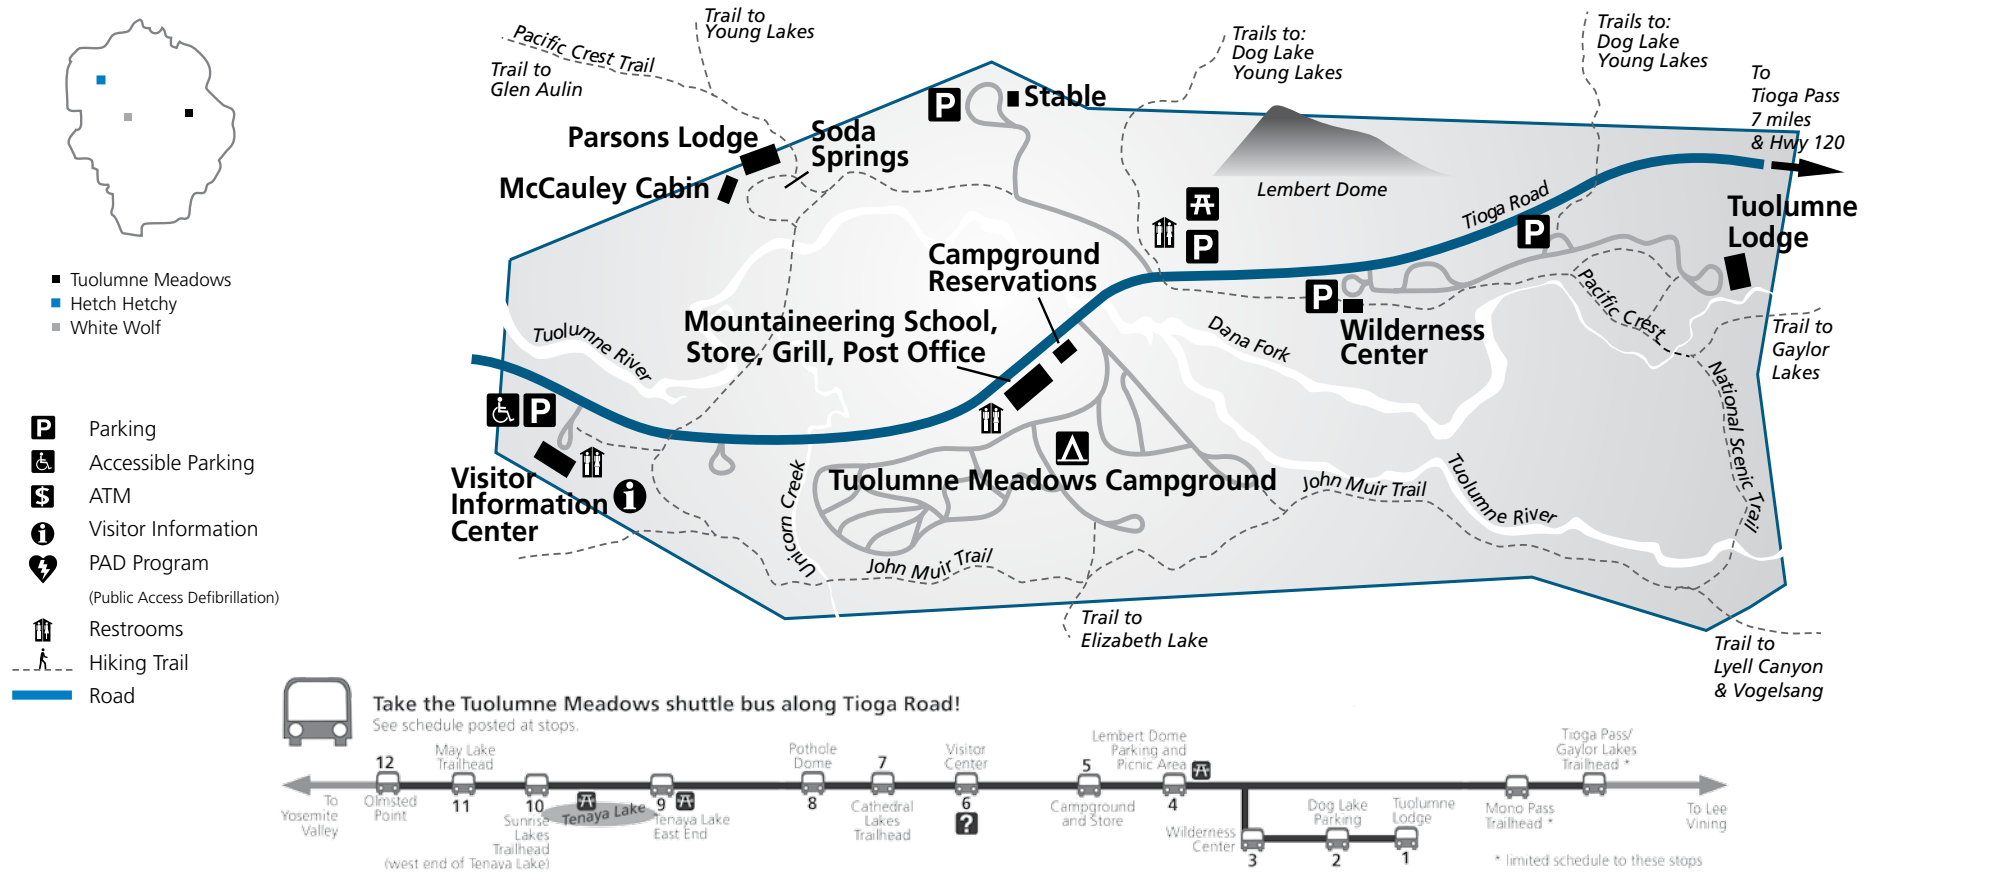 Tuolumne Meadows
Hetch Hetchy
White Wolf
P
Parking
Accessible Parking
$
ATM
i
Visitor Information
PAD Program
(Public Access Defibrillation)
Restrooms
Hiking Trail
Road
Trail to
Young Lakes
Pacific Crest Trail
Trail to
Glen Aulin
Trails to:
Dog Lake
Young Lakes
Trails to:
Dog Lake
Young Lakes
To
Tioga Pass
7 miles
& Hwy 120
P
Stable
Parsons Lodge
Soda
Springs
McCauley Cabin
Lembert Dome
Tioga Road
P
Tuolumne
Lodge
P
Campground
Reservations
Mountaineering School,
Store, Grill, Post Office
P
Wilderness
Center
Pacific Crest
National Scenic Trail
Trail to
Gaylor
Lakes
Tuolumne River
Dana Fork
P
Visitor
Information
Center
i
Unicorn Creek
Tuolumne Meadows Campground
John Muir Trail
Tuolumne River
John Muir Trail
Trail to
Elizabeth Lake
Trail to
Lyell Canyon
& Vogelsang
Take the Tuolumne Meadows shuttle bus along Tioga Road!
See schedule posted at stops.
To
Yosemite
Valley
12
Olmsted
Point
May Lake
Trailhead
11
10
Sunrise
Lakes
Trailhead
(west end of Tenaya Lake)
Tenaya Lake
9
Tenaya Lake
East End
Pothole
Dome
8
7
Cathedral
Lakes
Trailhead
Visitor
Center
6
?
5
Campground
and Store
Lembert Dome
Parking and
Picnic Area
4
Wilderness
Center
3
Dog Lake
Parking
2
Tuolumne
Lodge
1
Mono Pass
Trailhead *
Tioga Pass/
Gaylor Lakes
Trailhead *
To Lee
Vining
* limited schedule to these stops